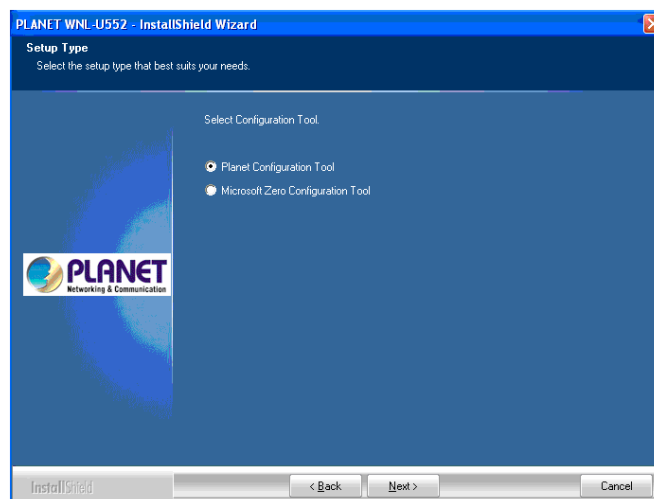 PLANET WNL-U552 - InstallShield Wizard
Setup Type
Select the setup type that best suits your needs.
Select Configuration Tool.
Planet Configuration Tool
Microsoft Zero Configuration Tool
PLANET
Networking & Communication
InstallShield
< Back
Next >
Cancel